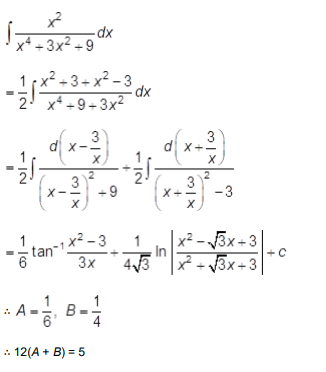 ∫ x²/(x⁴ + 3x² + 9) dx
= 1/2 ∫ (x² + 3 + x² − 3)/(x⁴ + 9 + 3x²) dx
= 1/2 ∫ d(x − 3/x)/((x − 3/x)² + 9) + 1/2 ∫ d(x + 3/x)/((x + 3/x)² − 3)
= 1/6 tan⁻¹ (x² − 3)/(3x) + 1/(4√3) ln |(x² − √3x + 3)/(x² + √3x + 3)| + c
∴ A = 1/6, B = 1/4
∴ 12(A + B) = 5